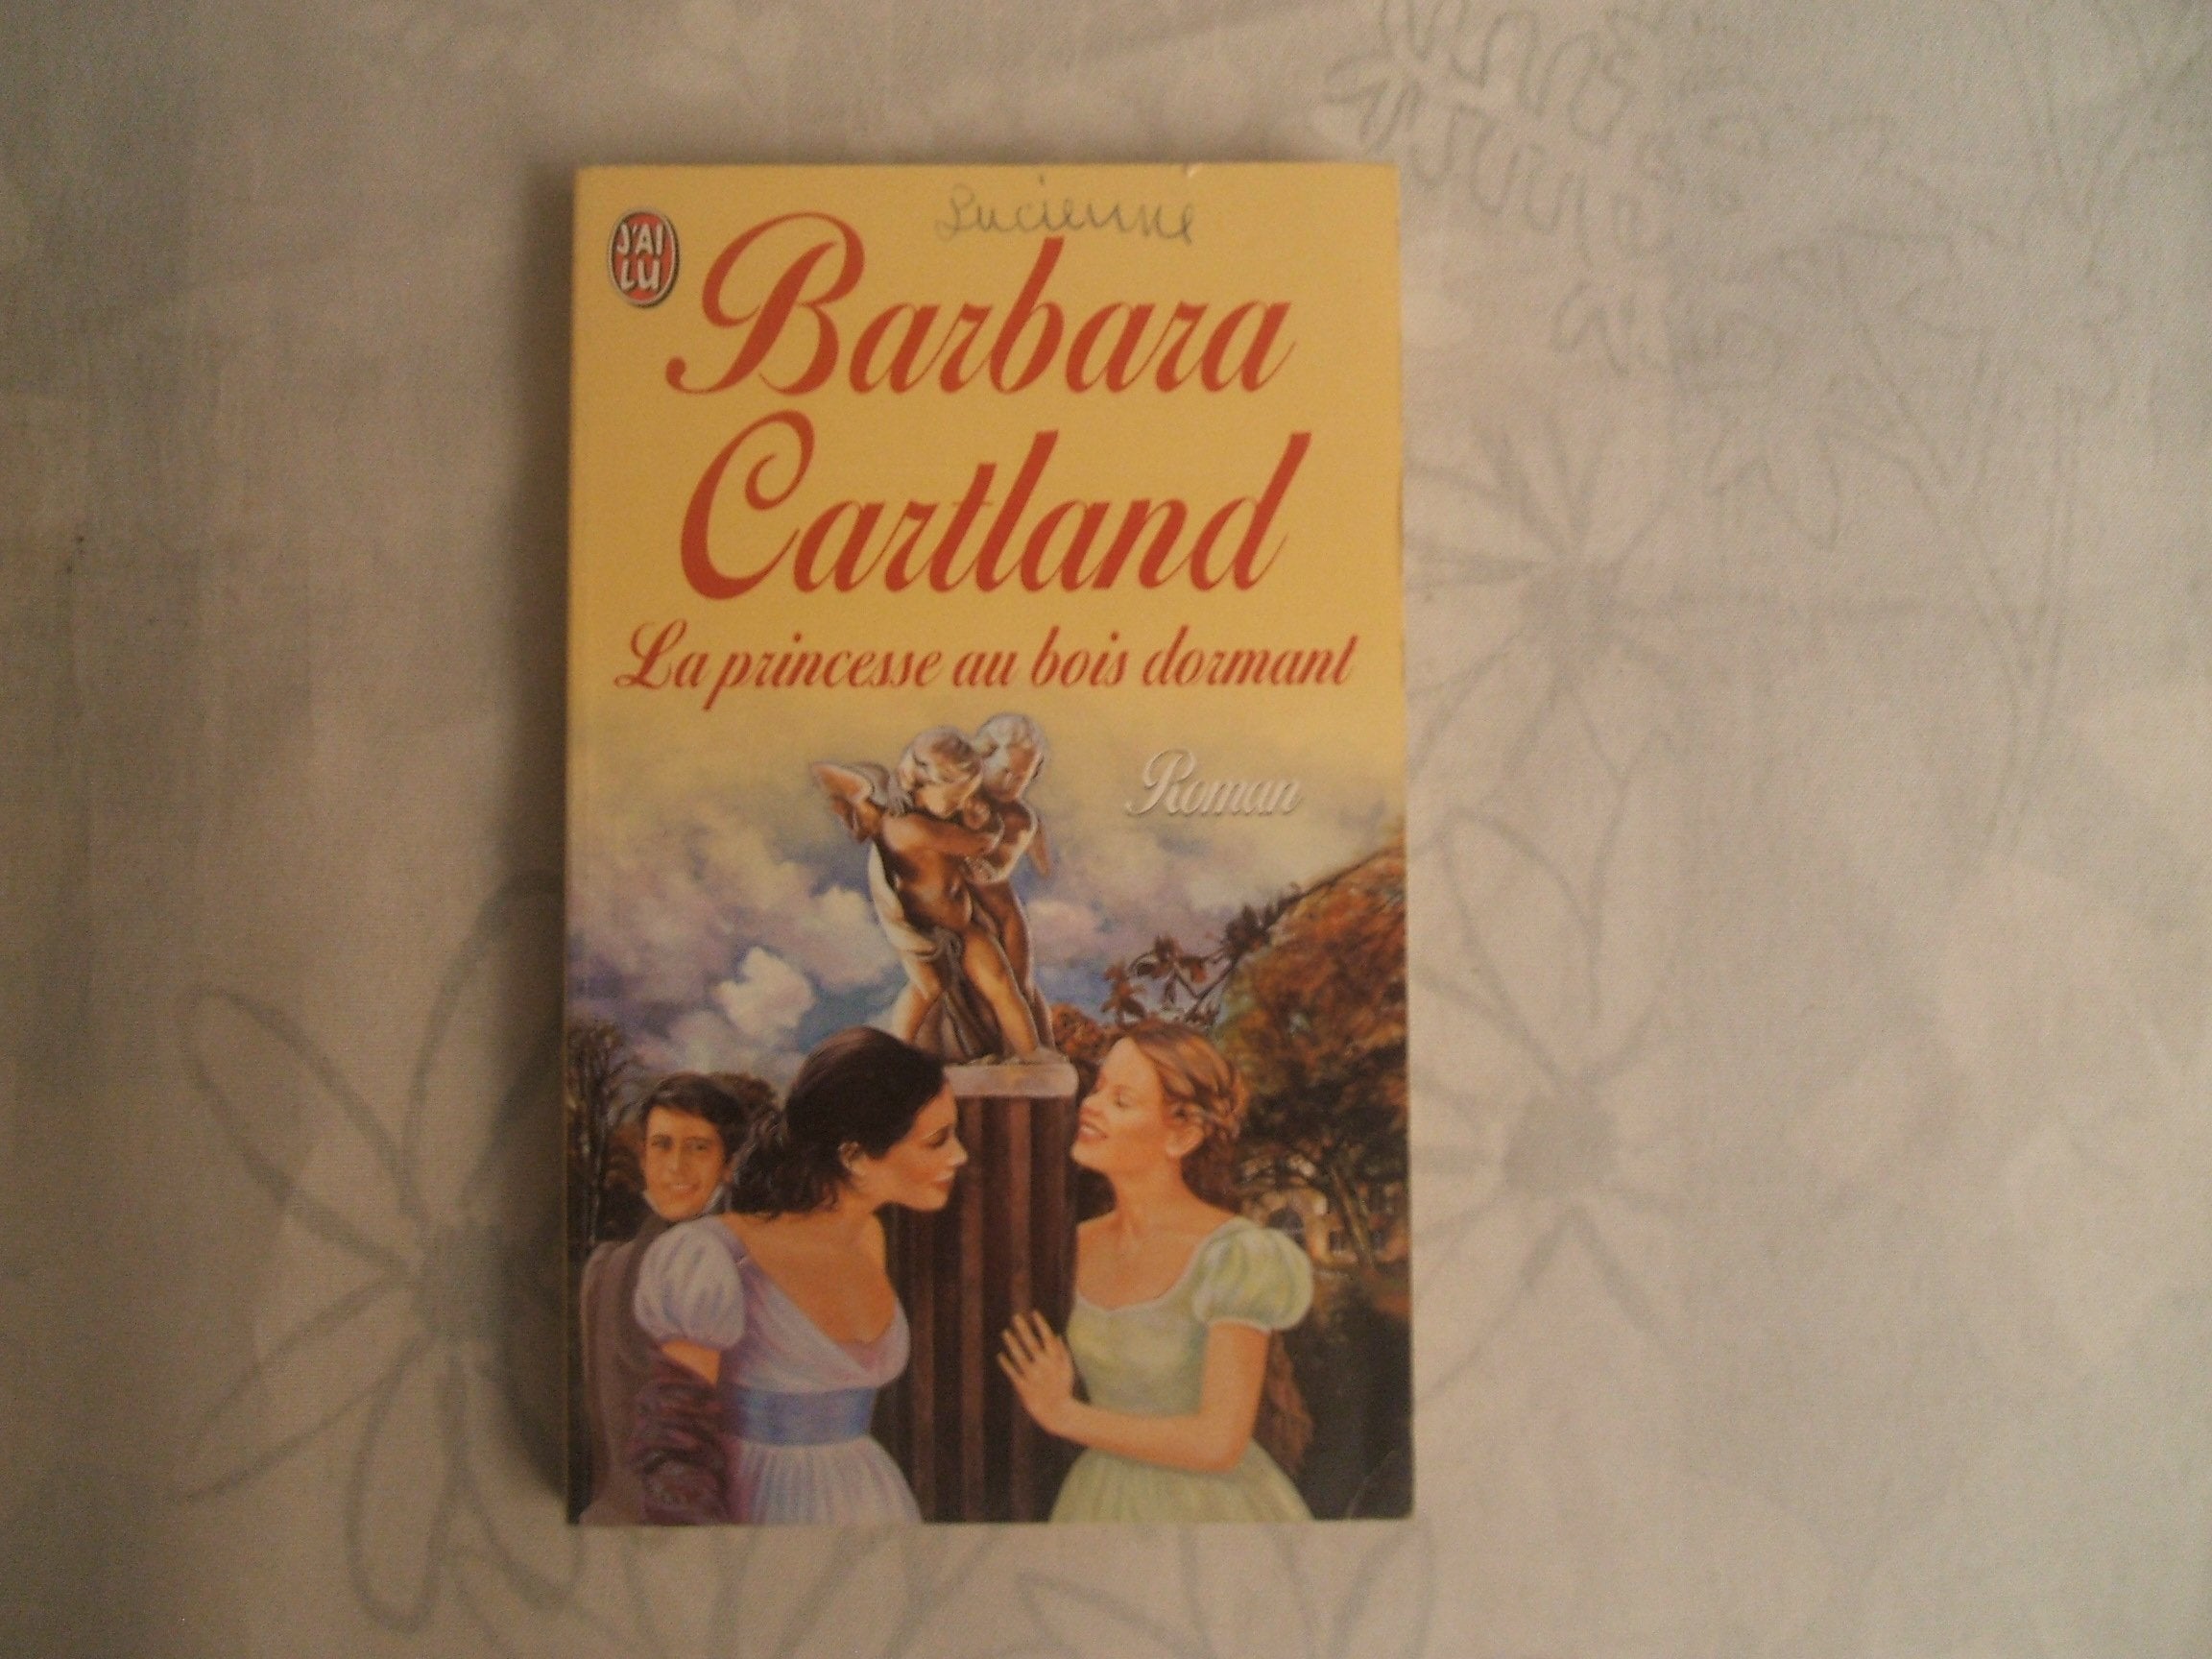 Lucienne
J'AI
LU
Barbara
Cartland
La princesse au bois dormant
Roman